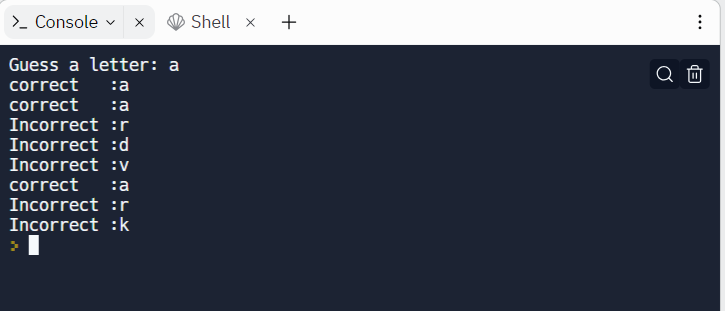 >_ Console
Shell
Guess a letter: a
correct   :a
correct   :a
Incorrect :r
Incorrect :d
Incorrect :v
correct   :a
Incorrect :r
Incorrect :k
>